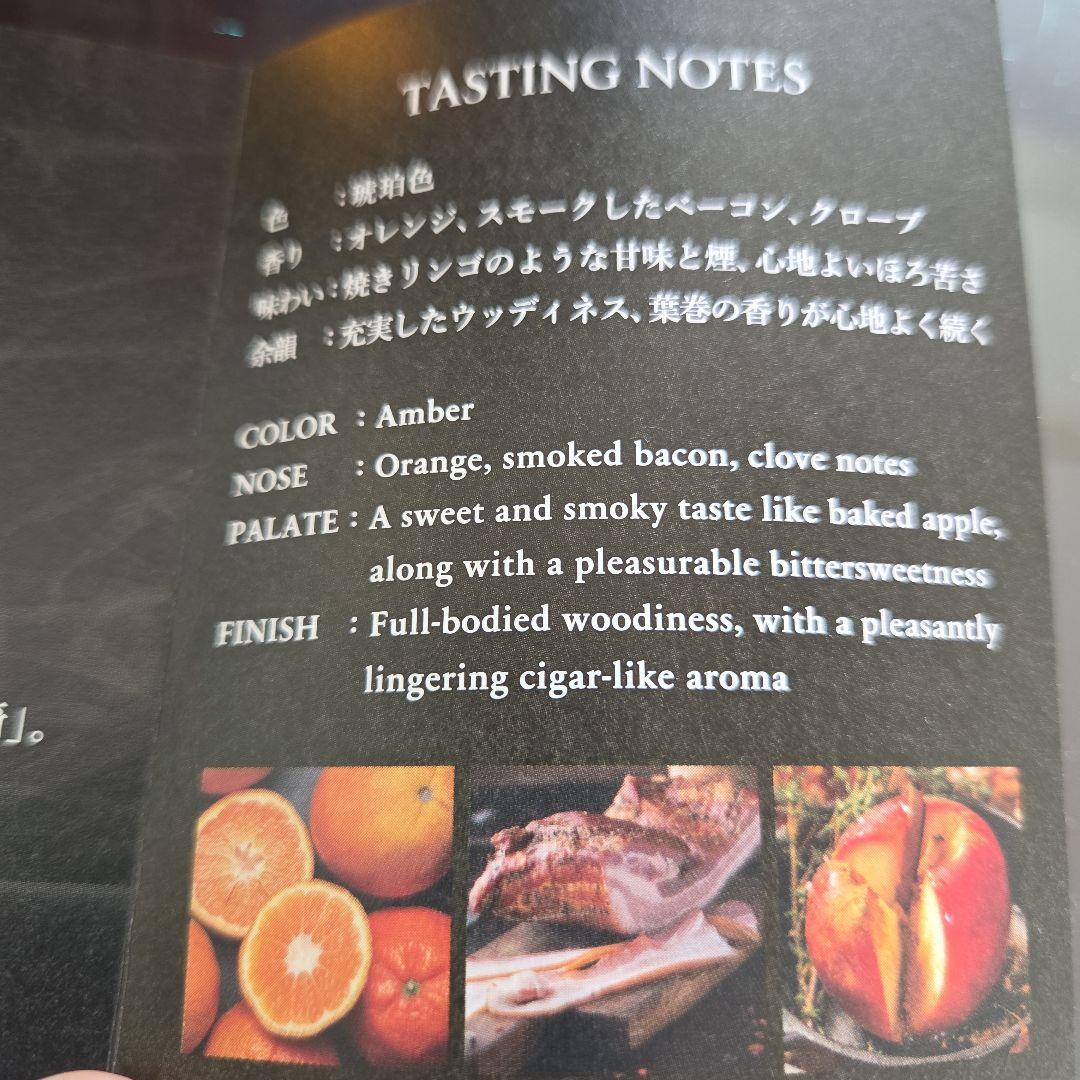 TASTING NOTES
色 ：琥珀色
香り ：オレンジ、スモークしたベーコン、クローブ
味わい：焼きリンゴのような甘味と煙、心地よいほろ苦さ
余韻 ：充実したウッディネス、葉巻の香りが心地よく続く
COLOR : Amber
NOSE : Orange, smoked bacon, clove notes
PALATE : A sweet and smoky taste like baked apple,
along with a pleasurable bittersweetness
FINISH : Full-bodied woodiness, with a pleasantly
lingering cigar-like aroma
」。